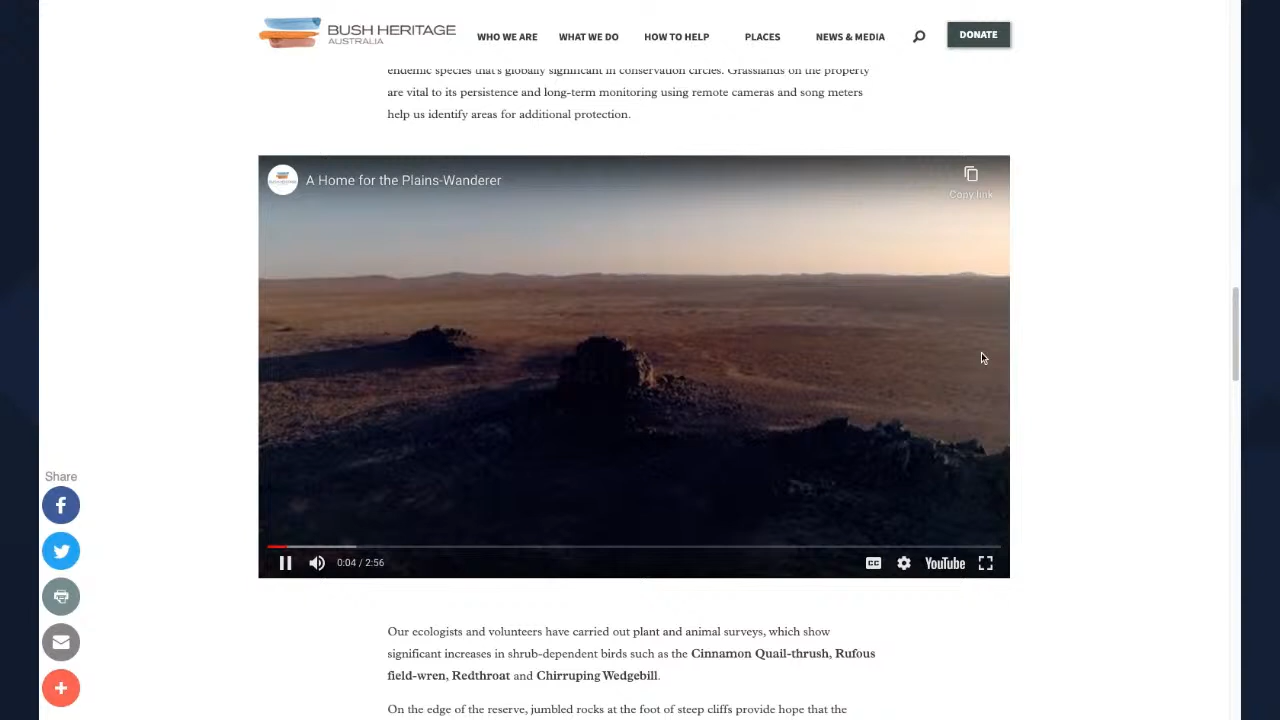 BUSH HERITAGE
AUSTRALIA
WHO WE ARE
WHAT WE DO
HOW TO HELP
PLACES
NEWS & MEDIA
DONATE
endemic species that's globally significant in conservation circles. Grasslands on the property
are vital to its persistence and long-term monitoring using remote cameras and song meters
help us identify areas for additional protection.
A Home for the Plains-Wanderer
Copy link
0:04 / 2:56
CC
YouTube
Share
Our ecologists and volunteers have carried out plant and animal surveys, which show
significant increases in shrub-dependent birds such as the Cinnamon Quail-thrush, Rufous
field-wren, Redthroat and Chirruping Wedgebill.
On the edge of the reserve, jumbled rocks at the foot of steep cliffs provide hope that the